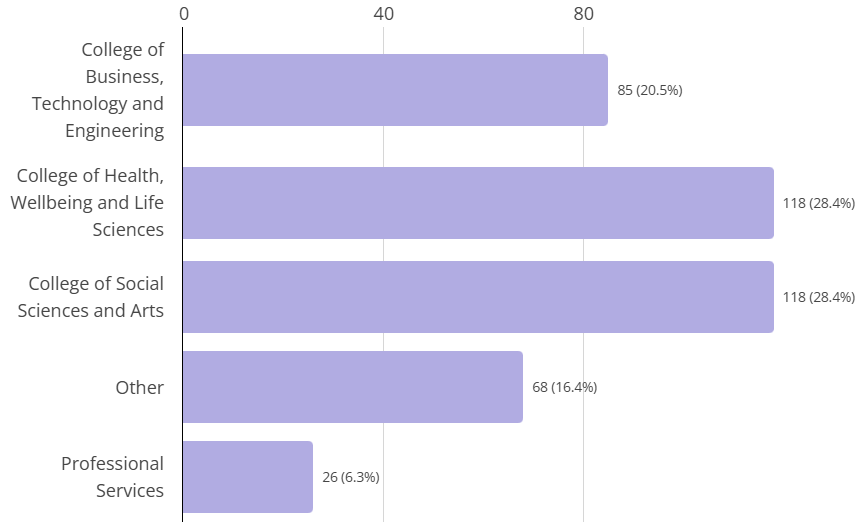 0 40 80
College of
Business,
Technology and
Engineering
85 (20.5%)
College of Health,
Wellbeing and Life
Sciences
118 (28.4%)
College of Social
Sciences and Arts
118 (28.4%)
Other
68 (16.4%)
Professional
Services
26 (6.3%)